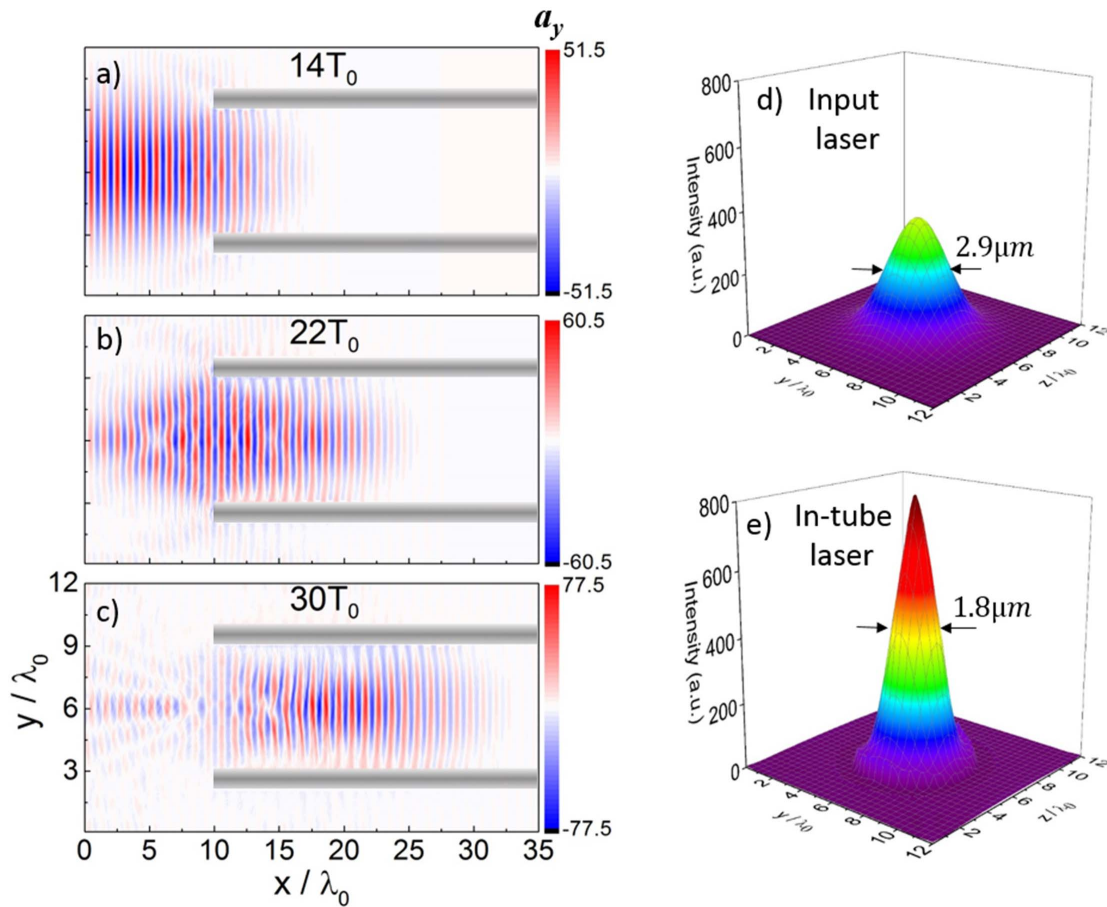 a_y
a)
14T₀
51.5
-51.5
b)
22T₀
60.5
-60.5
c)
30T₀
77.5
-77.5
12
9
6
3
y / λ₀
0 5 10 15 20 25 30 35
x / λ₀
d) Input
laser
800
600
400
200
0
Intensity (a.u.)
2.9μm
2 4 6 8 10 12
y / λ₀
2 4 6 8 10 12
z / λ₀
e) In-tube
laser
800
600
400
200
0
Intensity (a.u.)
1.8μm
2 4 6 8 10 12
y / λ₀
2 4 6 8 10 12
z / λ₀